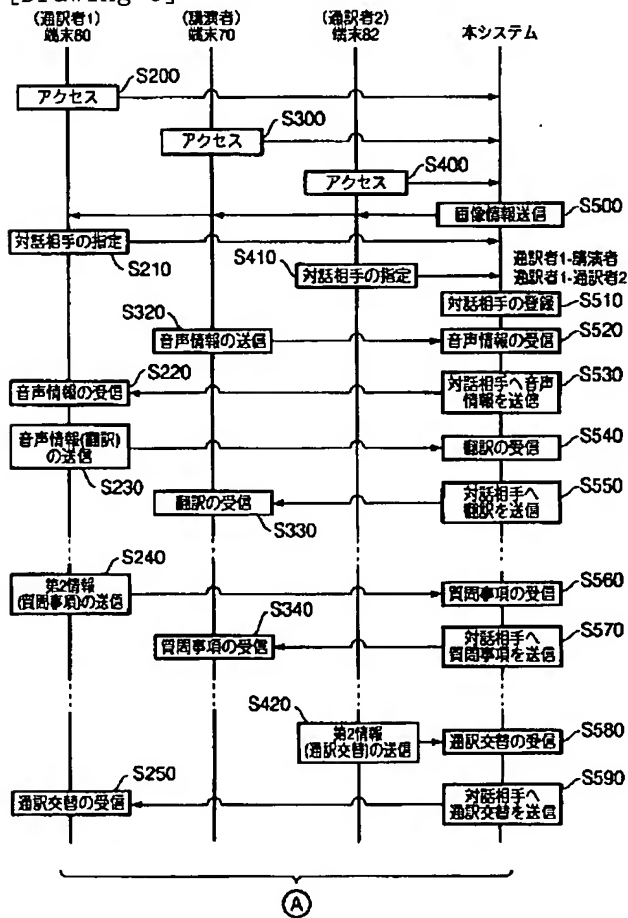 (通訳者1)
端末80
(講演者)
端末70
(通訳者2)
端末82
本システム
S200
アクセス
S300
アクセス
S400
アクセス
画像情報送信
S500
対話相手の指定
S210
S410
対話相手の指定
通訳者1-講演者
通訳者1-通訳者2
対話相手の登録
S510
S320
音声情報の送信
音声情報の受信
S520
S220
音声情報の受信
対話相手へ音声
情報を送信
S530
音声情報(翻訳)
の送信
S230
翻訳の受信
S540
翻訳の受信
S330
対話相手へ
翻訳を送信
S550
S240
第2情報
(質問事項)の送信
質問事項の受信
S560
S340
質問事項の受信
対話相手へ
質問事項を送信
S570
S420
第2情報
(通訳交替)の送信
通訳交替の受信
S580
S250
通訳交替の受信
対話相手へ
通訳交替を送信
S590
A